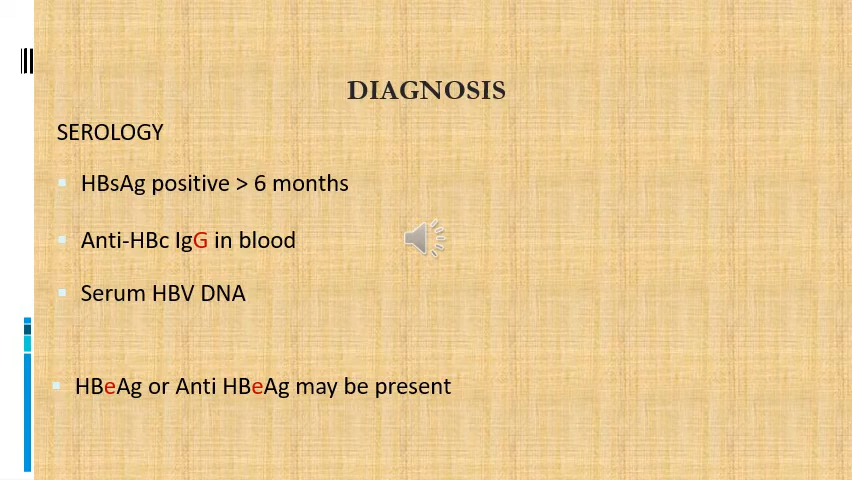 DIAGNOSIS
SEROLOGY
HBsAg positive > 6 months
Anti-HBc IgG in blood
Serum HBV DNA
HBeAg or Anti HBeAg may be present